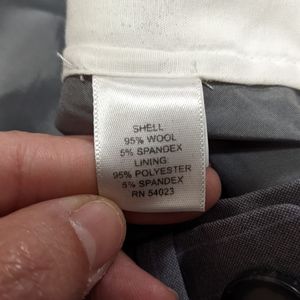 SHELL
95% WOOL
5% SPANDEX
LINING
95% POLYESTER
5% SPANDEX
RN 54023